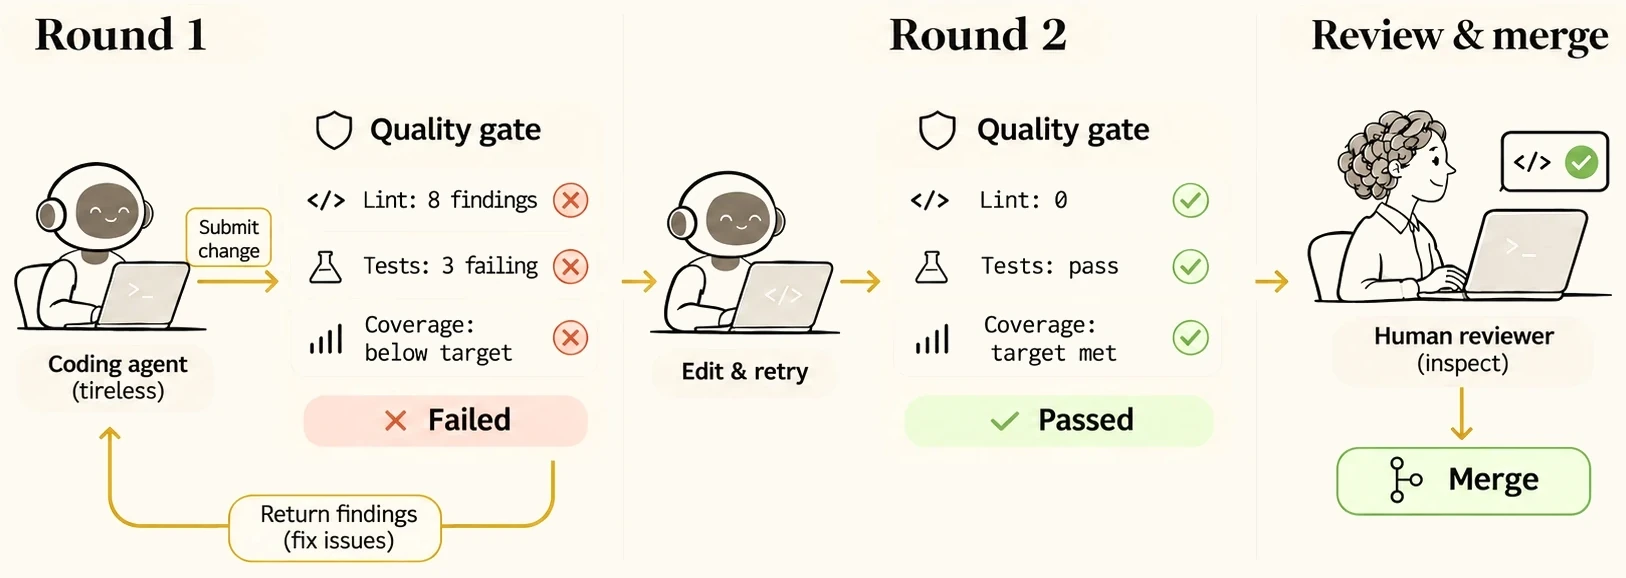 Round 1
Quality gate
</> Lint: 8 findings
Tests: 3 failing
Coverage:
below target
Failed
Submit
change
>_
Coding agent
(tireless)
Return findings
(fix issues)
</>
Edit & retry
Round 2
Quality gate
</> Lint: 0
Tests: pass
Coverage:
target met
Passed
Review & merge
</>
>_
Human reviewer
(inspect)
Merge